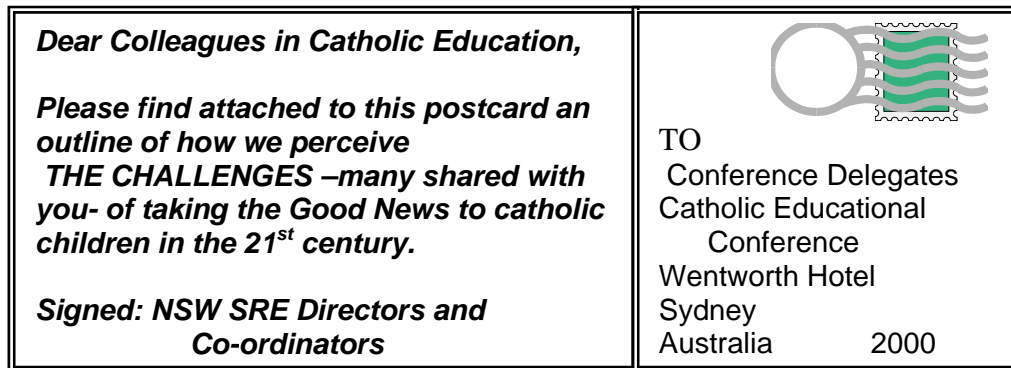 Dear Colleagues in Catholic Education,
Please find attached to this postcard an
outline of how we perceive
THE CHALLENGES –many shared with
you- of taking the Good News to catholic
children in the 21st century.
Signed: NSW SRE Directors and
Co-ordinators
TO
Conference Delegates
Catholic Educational
Conference
Wentworth Hotel
Sydney
Australia 2000